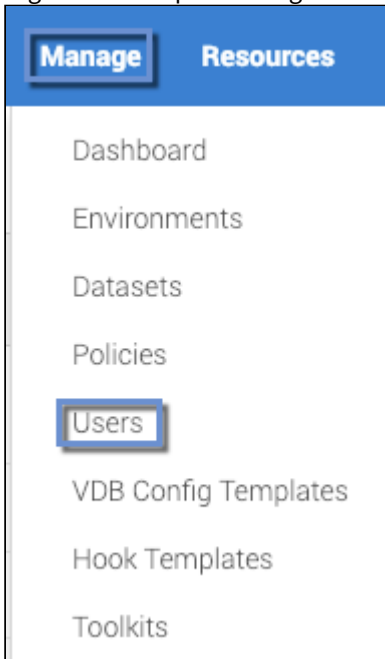 Manage Resources
Dashboard
Environments
Datasets
Policies
Users
VDB Config Templates
Hook Templates
Toolkits